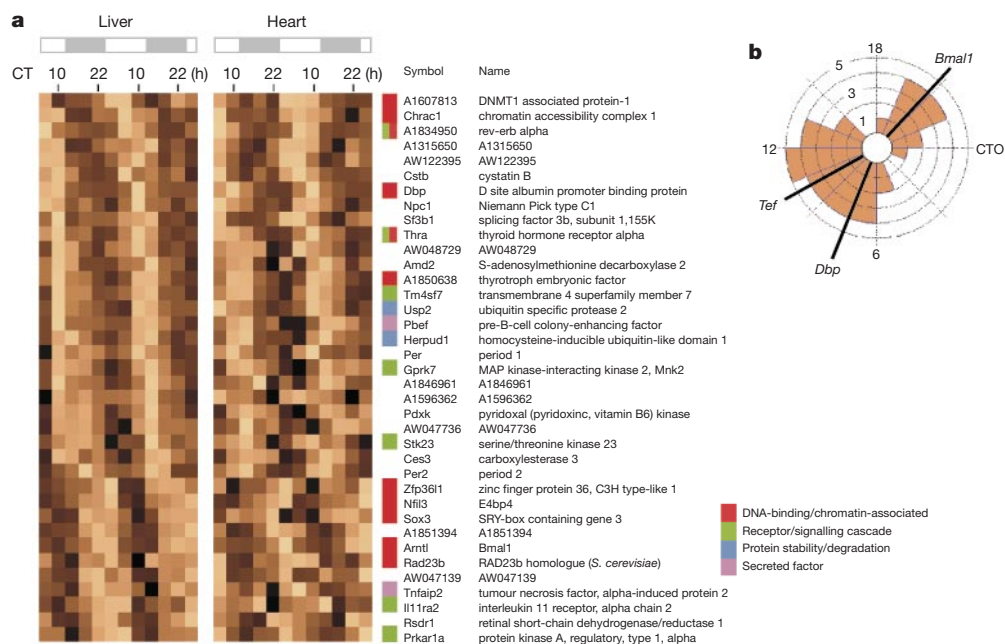 a
Liver Heart
CT 10 22 10 22 (h) 10 22 10 22 (h)
Symbol Name
A1607813 DNMT1 associated protein-1
Chrac1 chromatin accessibility complex 1
A1834950 rev-erb alpha
A1315650 A1315650
AW122395 AW122395
Cstb cystatin B
Dbp D site albumin promoter binding protein
Npc1 Niemann Pick type C1
Sf3b1 splicing factor 3b, subunit 1,155K
Thra thyroid hormone receptor alpha
AW048729 AW048729
Amd2 S-adenosylmethionine decarboxylase 2
A1850638 thyrotroph embryonic factor
Tm4sf7 transmembrane 4 superfamily member 7
Usp2 ubiquitin specific protease 2
Pbef pre-B-cell colony-enhancing factor
Herpud1 homocysteine-inducible ubiquitin-like domain 1
Per period 1
Gprk7 MAP kinase-interacting kinase 2, Mnk2
A1846961 A1846961
A1596362 A1596362
Pdxk pyridoxal (pyridoxinc, vitamin B6) kinase
AW047736 AW047736
Stk23 serine/threonine kinase 23
Ces3 carboxylesterase 3
Per2 period 2
Zfp36l1 zinc finger protein 36, C3H type-like 1
Nfil3 E4bp4
Sox3 SRY-box containing gene 3
A1851394 A1851394
Arntl Bmal1
Rad23b RAD23b homologue (S. cerevisiae)
AW047139 AW047139
Tnfaip2 tumour necrosis factor, alpha-induced protein 2
Il11ra2 interleukin 11 receptor, alpha chain 2
Rsdr1 retinal short-chain dehydrogenase/reductase 1
Prkar1a protein kinase A, regulatory, type 1, alpha
b
18
Bmal1
5
3
1
12
CTO
Tef
6
Dbp
DNA-binding/chromatin-associated
Receptor/signalling cascade
Protein stability/degradation
Secreted factor